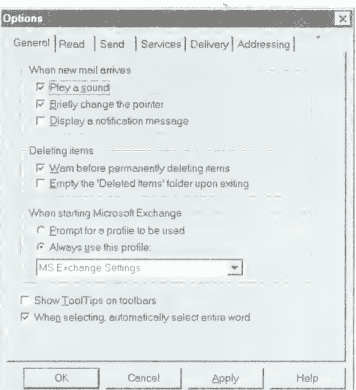 Options
General Read Send Services Delivery Addressing
When new mail arrives
Play a sound
Briefly change the pointer
Display a notification message
Deleting items
Warn before permanently deleting items
Empty the 'Deleted Items' folder upon exiting
When starting Microsoft Exchange
Prompt for a profile to be used
Always use this profile:
MS Exchange Settings
Show ToolTips on toolbars
When selecting, automatically select entire word
OK Cancel Apply Help